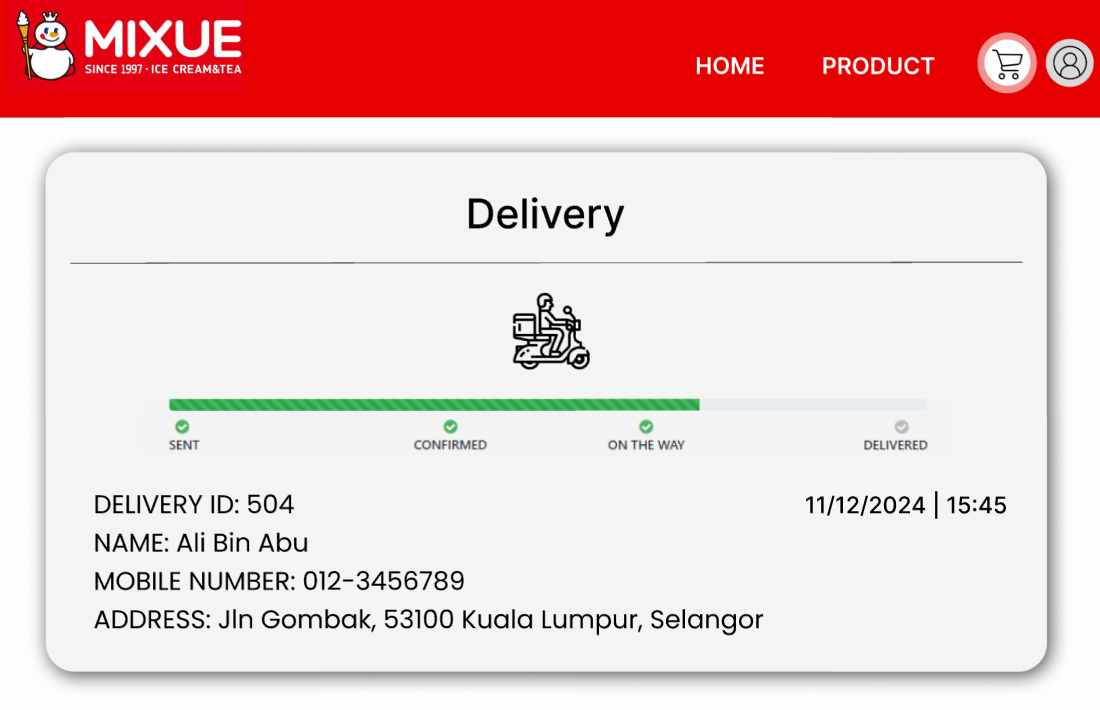 MIXUE
SINCE 1997 · ICE CREAM&TEA
HOME PRODUCT
Delivery
SENT CONFIRMED ON THE WAY DELIVERED
DELIVERY ID: 504 11/12/2024 | 15:45
NAME: Ali Bin Abu
MOBILE NUMBER: 012-3456789
ADDRESS: Jln Gombak, 53100 Kuala Lumpur, Selangor